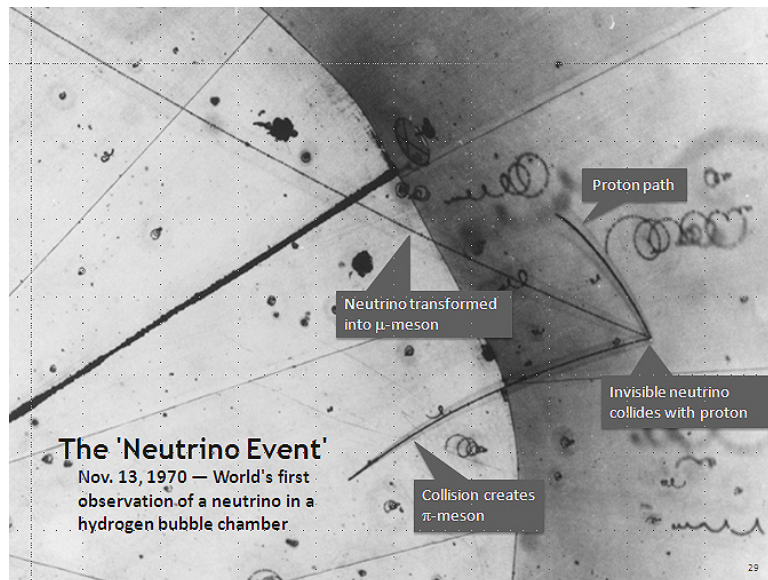 Proton path
Neutrino transformed
into μ-meson
Invisible neutrino
collides with proton
The 'Neutrino Event'
Nov. 13, 1970 — World's first
observation of a neutrino in a
hydrogen bubble chamber
Collision creates
π-meson
29